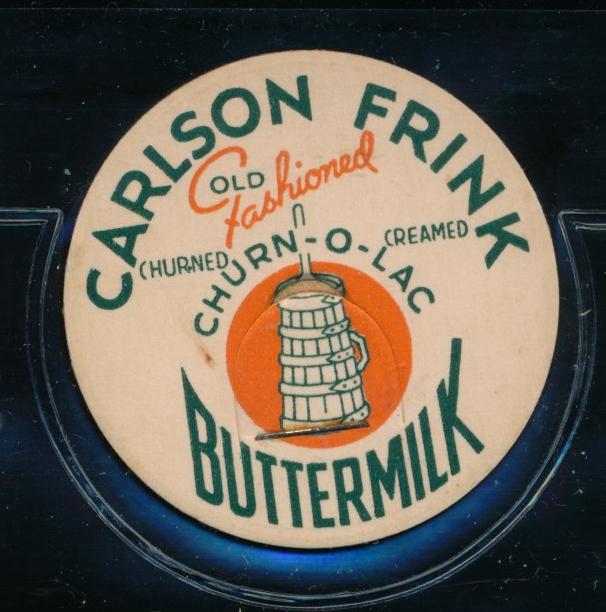 CARLSON FRINK
OLD
Fashioned
CHURNED
CREAMED
CHURN-O-LAC
BUTTERMILK